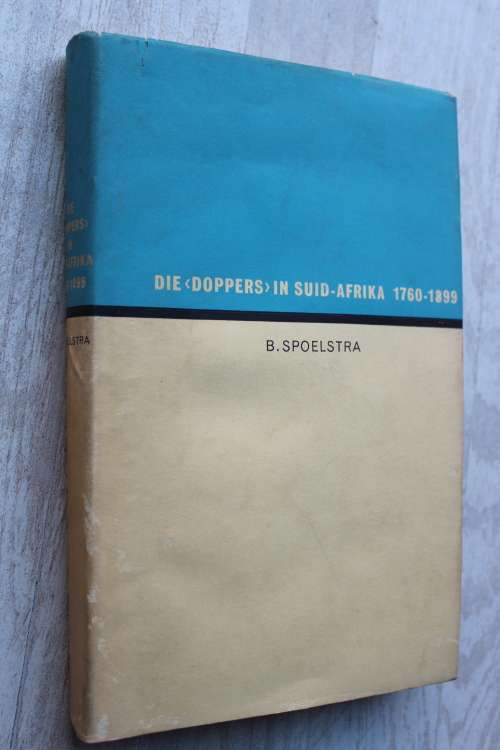 DIE ‹DOPPERS› IN SUID-AFRIKA 1760-1899
B. SPOELSTRA